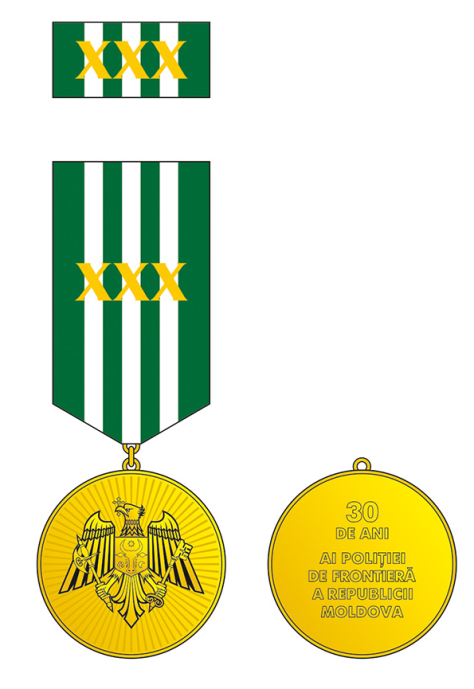 XXX
XXX
30
DE ANI
AI POLIȚIEI
DE FRONTIERĂ
A REPUBLICII
MOLDOVA